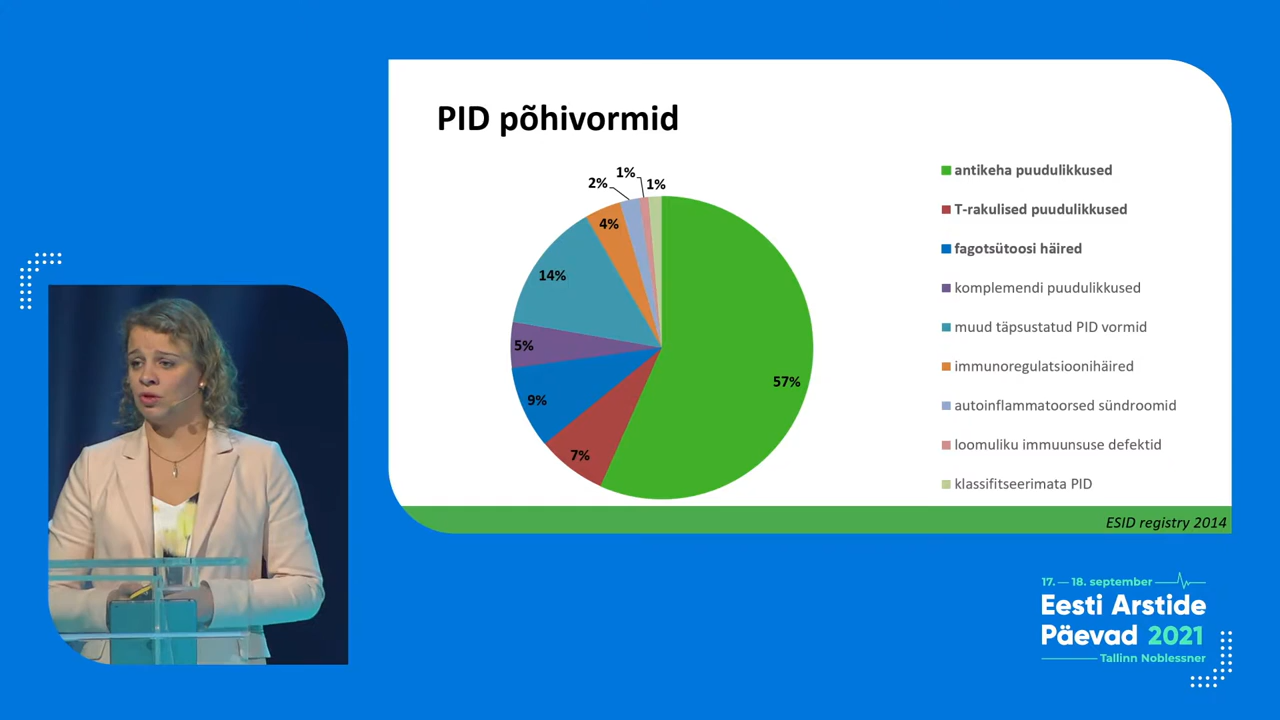 PID põhivormid
1%
2%
1%
4%
14%
5%
57%
9%
7%
antikeha puudulikkused
T-rakulised puudulikkused
fagotsütoosi häired
komplemendi puudulikkused
muud täpsustatud PID vormid
immunoregulatsioonihäired
autoinflammatoorsed sündroomid
loomuliku immuunsuse defektid
klassifitseerimata PID
ESID registry 2014
17. — 18. september
Eesti Arstide
Päevad 2021
Tallinn Noblessner